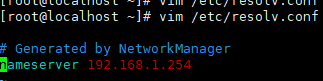 [root@localhost ~]# vim /etc/resolv.conf
[root@localhost ~]# vim /etc/resolv.conf
# Generated by NetworkManager
nameserver 192.168.1.254